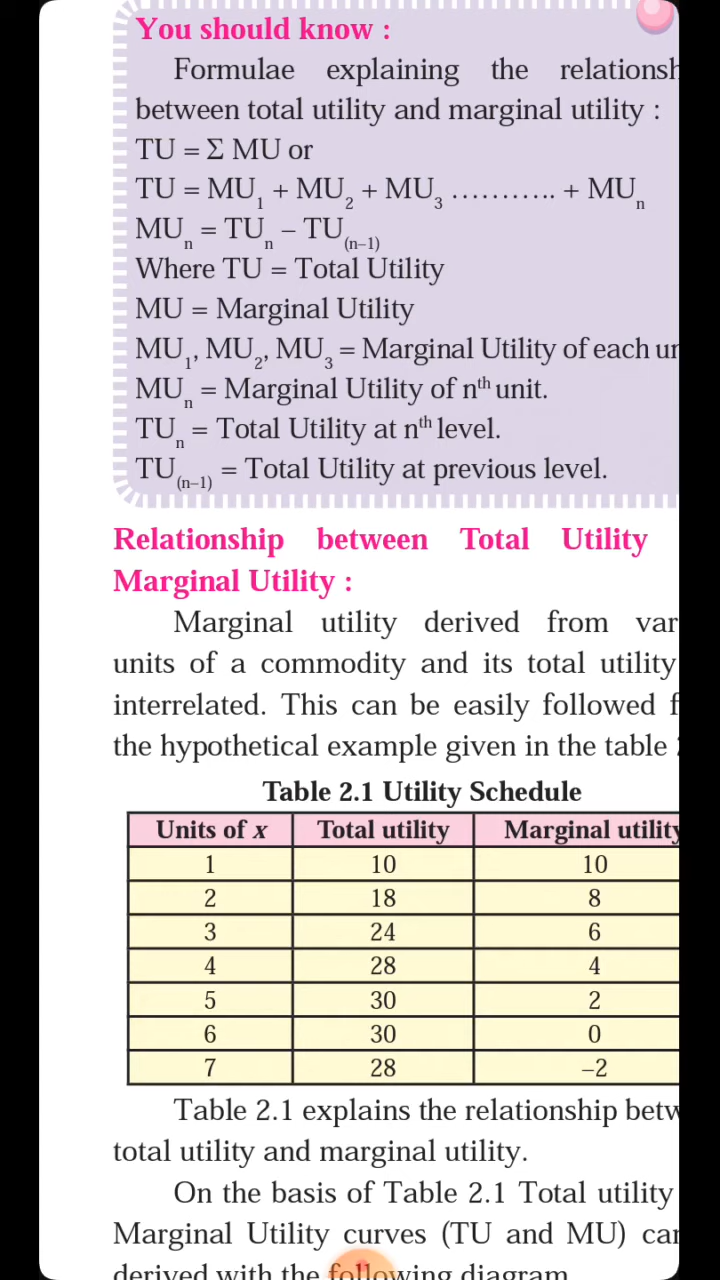 You should know :
Formulae explaining the
between total utility and marginal utility :
TU = Σ MU or
TU = MU₁ + MU₂ + MU₃ ……….. + MUₙ
MUₙ = TUₙ – TU₍ₙ₋₁₎
Where TU = Total Utility
MU = Marginal Utility
MU₁, MU₂, MU₃ = Marginal Utility of each
MUₙ = Marginal Utility of nᵗʰ unit.
TUₙ = Total Utility at nᵗʰ level.
TU₍ₙ₋₁₎ = Total Utility at previous level.
Relationship between Total Utility
Marginal Utility :
Marginal utility derived from
units of a commodity and its total utility
interrelated. This can be easily followed
the hypothetical example given in the table
Table 2.1 Utility Schedule
Units of x Total utility Marginal utility
1 10 10
2 18 8
3 24 6
4 28 4
5 30 2
6 30 0
7 28 –2
Table 2.1 explains the relationship
total utility and marginal utility.
On the basis of Table 2.1 Total utility
Marginal Utility curves (TU and MU)
derived with the following diagram